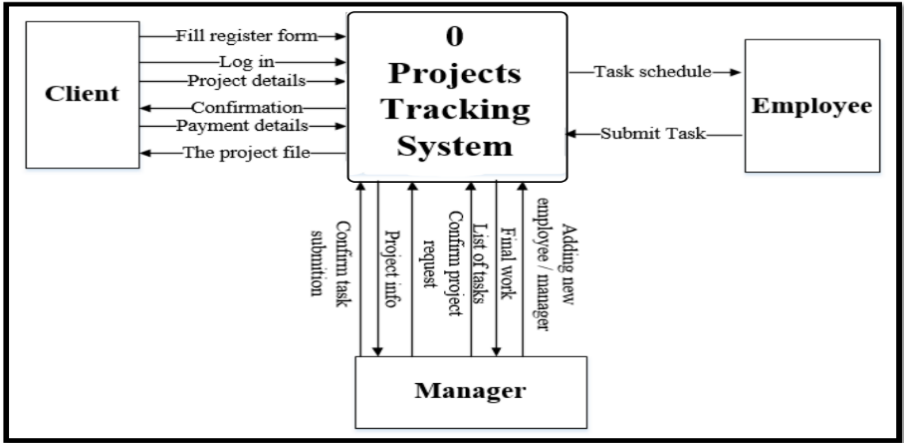 Client
Fill register form
Log in
Project details
Confirmation
Payment details
The project file
0
Projects
Tracking
System
Task schedule
Submit Task
Employee
Confirm task
submition
Project info
Confirm project
request
List of tasks
Final work
Adding new
employee / manager
Manager